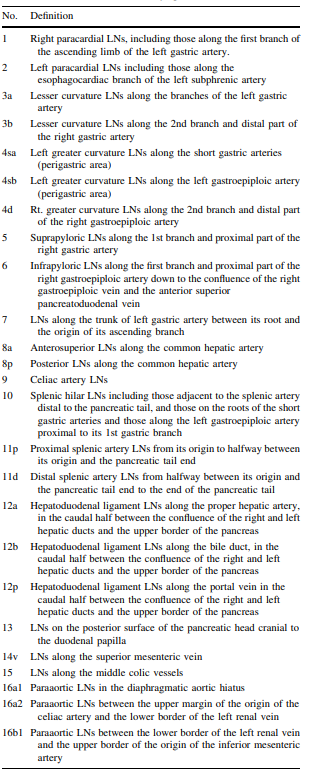 No. Definition
1 Right paracardial LNs, including those along the first branch of
the ascending limb of the left gastric artery.
2 Left paracardial LNs including those along the
esophagocardiac branch of the left subphrenic artery
3a Lesser curvature LNs along the branches of the left gastric
artery
3b Lesser curvature LNs along the 2nd branch and distal part of
the right gastric artery
4sa Left greater curvature LNs along the short gastric arteries
(perigastric area)
4sb Left greater curvature LNs along the left gastroepiploic artery
(perigastric area)
4d Rt. greater curvature LNs along the 2nd branch and distal part
of the right gastroepiploic artery
5 Suprapyloric LNs along the 1st branch and proximal part of the
right gastric artery
6 Infrapyloric LNs along the first branch and proximal part of the
right gastroepiploic artery down to the confluence of the right
gastroepiploic vein and the anterior superior
pancreatoduodenal vein
7 LNs along the trunk of left gastric artery between its root and
the origin of its ascending branch
8a Anterosuperior LNs along the common hepatic artery
8p Posterior LNs along the common hepatic artery
9 Celiac artery LNs
10 Splenic hilar LNs including those adjacent to the splenic artery
distal to the pancreatic tail, and those on the roots of the short
gastric arteries and those along the left gastroepiploic artery
proximal to its 1st gastric branch
11p Proximal splenic artery LNs from its origin to halfway between
its origin and the pancreatic tail end
11d Distal splenic artery LNs from halfway between its origin and
the pancreatic tail end to the end of the pancreatic tail
12a Hepatoduodenal ligament LNs along the proper hepatic artery,
in the caudal half between the confluence of the right and left
hepatic ducts and the upper border of the pancreas
12b Hepatoduodenal ligament LNs along the bile duct, in the
caudal half between the confluence of the right and left
hepatic ducts and the upper border of the pancreas
12p Hepatoduodenal ligament LNs along the portal vein in the
caudal half between the confluence of the right and left
hepatic ducts and the upper border of the pancreas
13 LNs on the posterior surface of the pancreatic head cranial to
the duodenal papilla
14v LNs along the superior mesenteric vein
15 LNs along the middle colic vessels
16a1 Paraaortic LNs in the diaphragmatic aortic hiatus
16a2 Paraaortic LNs between the upper margin of the origin of the
celiac artery and the lower border of the left renal vein
16b1 Paraaortic LNs between the lower border of the left renal vein
and the upper border of the origin of the inferior mesenteric
artery